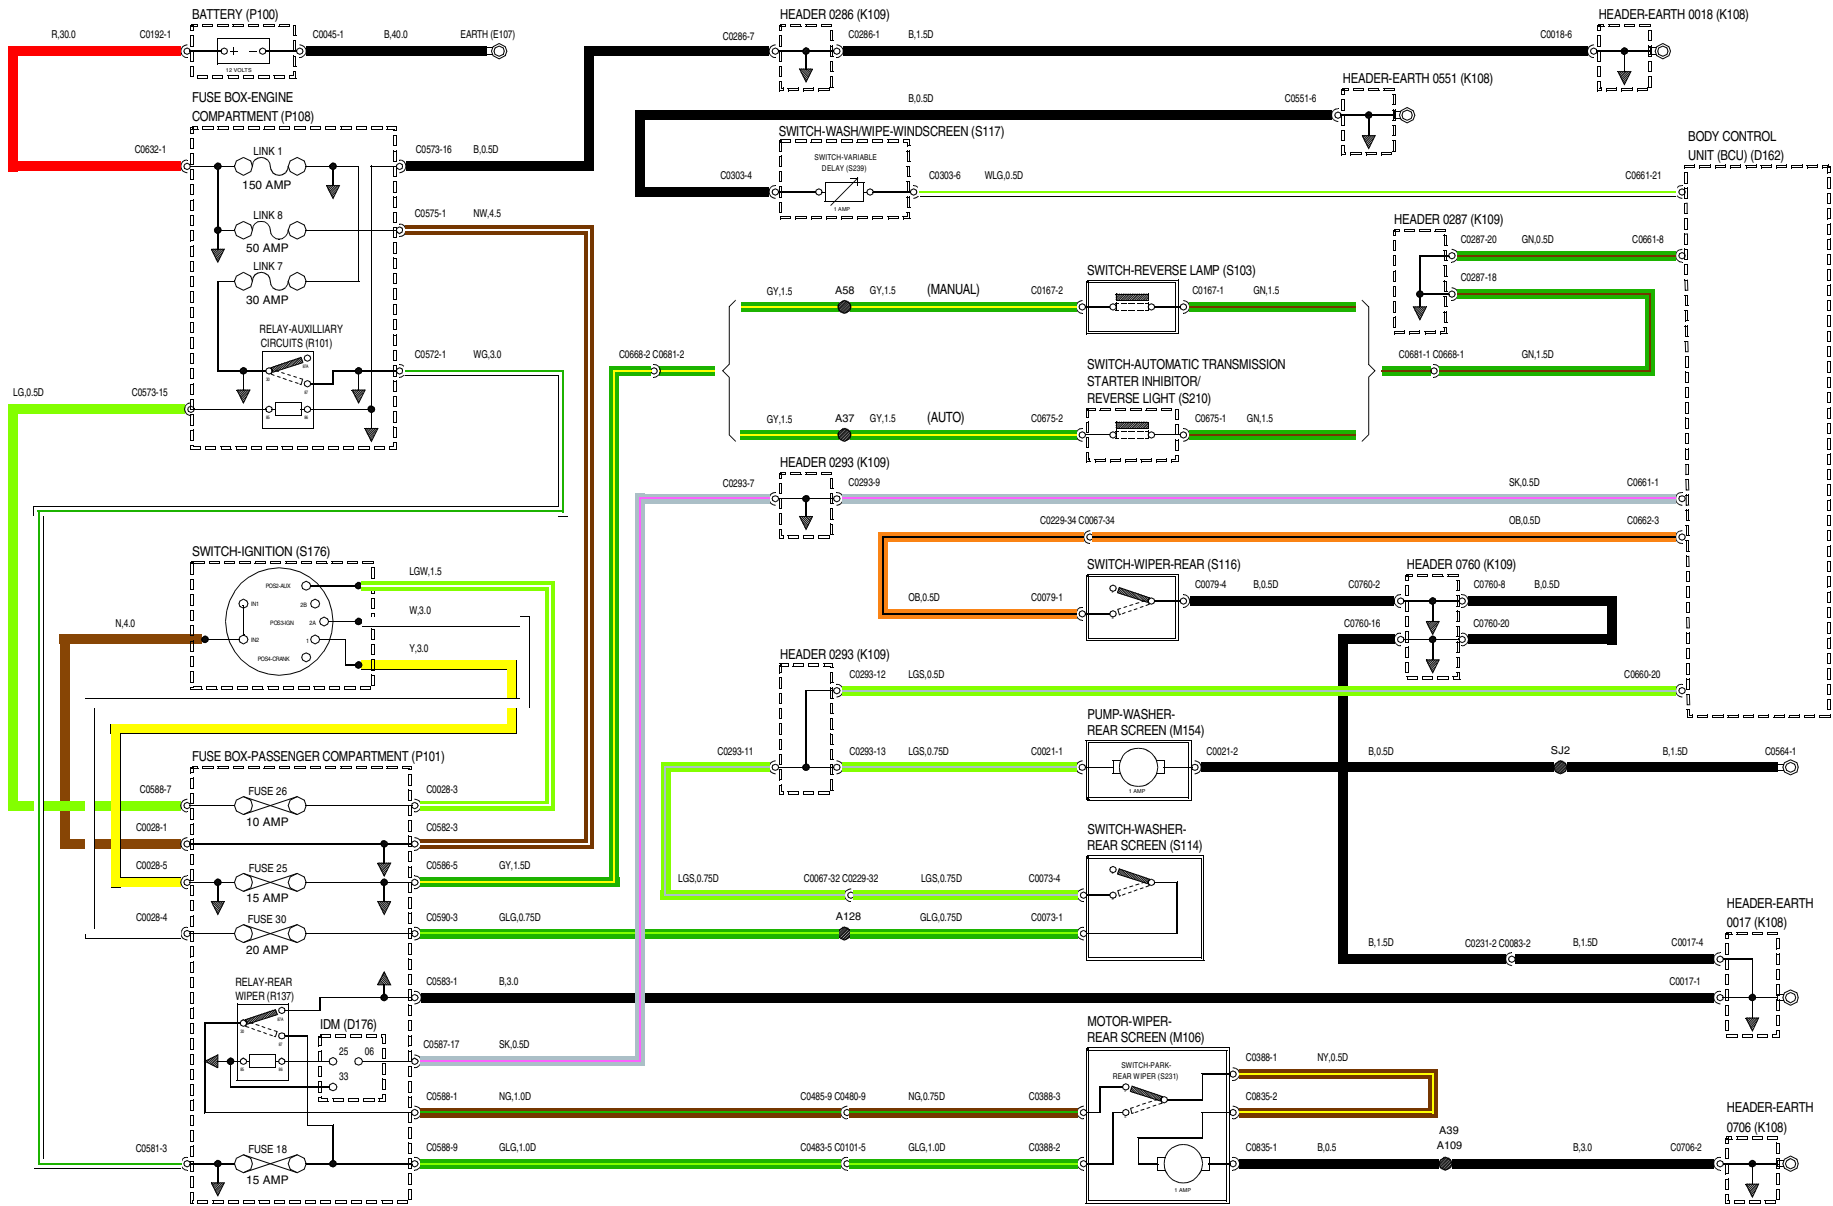 BATTERY (P100)
HEADER 0286 (K109)
HEADER-EARTH 0018 (K108)
R,30.0
C0192-1
C0045-1
B,40.0
EARTH (E107)
C0286-7
C0286-1
B,1.5D
C0018-6
12 VOLTS
HEADER-EARTH 0551 (K108)
FUSE BOX-ENGINE
COMPARTMENT (P108)
B,0.5D
C0551-6
SWITCH-WASH/WIPE-WINDSCREEN (S117)
BODY CONTROL
UNIT (BCU) (D162)
C0632-1
LINK 1
150 AMP
C0573-16
B,0.5D
SWITCH-VARIABLE
DELAY (S239)
C0303-4
C0303-6
WLG,0.5D
C0661-21
1 AMP
LINK 8
50 AMP
C0575-1
NW,4.5
HEADER 0287 (K109)
C0287-20
GN,0.5D
C0661-8
LINK 7
30 AMP
C0287-18
SWITCH-REVERSE LAMP (S103)
GY,1.5
A58
GY,1.5
(MANUAL)
C0167-2
C0167-1
GN,1.5
RELAY-AUXILLIARY
CIRCUITS (R101)
87A
30
87
85
86
C0572-1
WG,3.0
C0668-2 C0681-2
C0681-1 C0668-1
GN,1.5D
SWITCH-AUTOMATIC TRANSMISSION
STARTER INHIBITOR/
REVERSE LIGHT (S210)
LG,0.5D
C0573-15
GY,1.5
A37
GY,1.5
(AUTO)
C0675-2
C0675-1
GN,1.5
HEADER 0293 (K109)
C0293-7
C0293-9
SK,0.5D
C0661-1
C0229-34 C0067-34
OB,0.5D
C0662-3
SWITCH-IGNITION (S176)
LGW,1.5
POS2-AUX
IN1
2B
W,3.0
POS3-IGN
2A
N,4.0
IN2
1
Y,3.0
POS4-CRANK
SWITCH-WIPER-REAR (S116)
OB,0.5D
C0079-1
C0079-4
B,0.5D
C0760-2
HEADER 0760 (K109)
C0760-8
B,0.5D
C0760-16
C0760-20
HEADER 0293 (K109)
C0293-12
LGS,0.5D
C0660-20
PUMP-WASHER-
REAR SCREEN (M154)
C0293-11
C0293-13
LGS,0.75D
C0021-1
C0021-2
B,0.5D
SJ2
B,1.5D
C0564-1
1 AMP
FUSE BOX-PASSENGER COMPARTMENT (P101)
C0588-7
FUSE 26
10 AMP
C0028-3
C0028-1
C0582-3
SWITCH-WASHER-
REAR SCREEN (S114)
C0028-5
FUSE 25
15 AMP
C0586-5
GY,1.5D
LGS,0.75D
C0067-32 C0229-32
LGS,0.75D
C0073-4
C0028-4
FUSE 30
20 AMP
C0590-3
GLG,0.75D
A128
GLG,0.75D
C0073-1
HEADER-EARTH
0017 (K108)
B,1.5D
C0231-2 C0083-2
B,1.5D
C0017-4
C0017-1
RELAY-REAR
WIPER (R137)
87A
30
87
85
86
C0583-1
B,3.0
IDM (D176)
25
06
33
C0587-17
SK,0.5D
MOTOR-WIPER-
REAR SCREEN (M106)
SWITCH-PARK-
REAR WIPER (S231)
C0388-1
NY,0.5D
C0835-2
C0588-1
NG,1.0D
C0485-9 C0480-9
NG,0.75D
C0388-3
C0581-3
FUSE 18
15 AMP
C0588-9
GLG,1.0D
C0483-5 C0101-5
GLG,1.0D
C0388-2
1 AMP
C0835-1
B,0.5
A39
A109
B,3.0
C0706-2
HEADER-EARTH
0706 (K108)